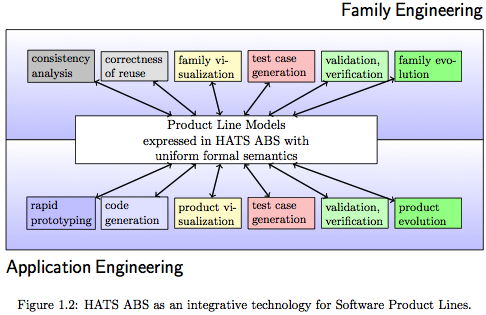 Family Engineering
consistency
analysis
correctness
of reuse
family vi-
sualization
test case
generation
validation,
verification
family evo-
lution
Product Line Models
expressed in HATS ABS with
uniform formal semantics
rapid
prototyping
code
generation
product vi-
sualization
test case
generation
validation,
verification
product
evolution
Application Engineering
Figure 1.2: HATS ABS as an integrative technology for Software Product Lines.